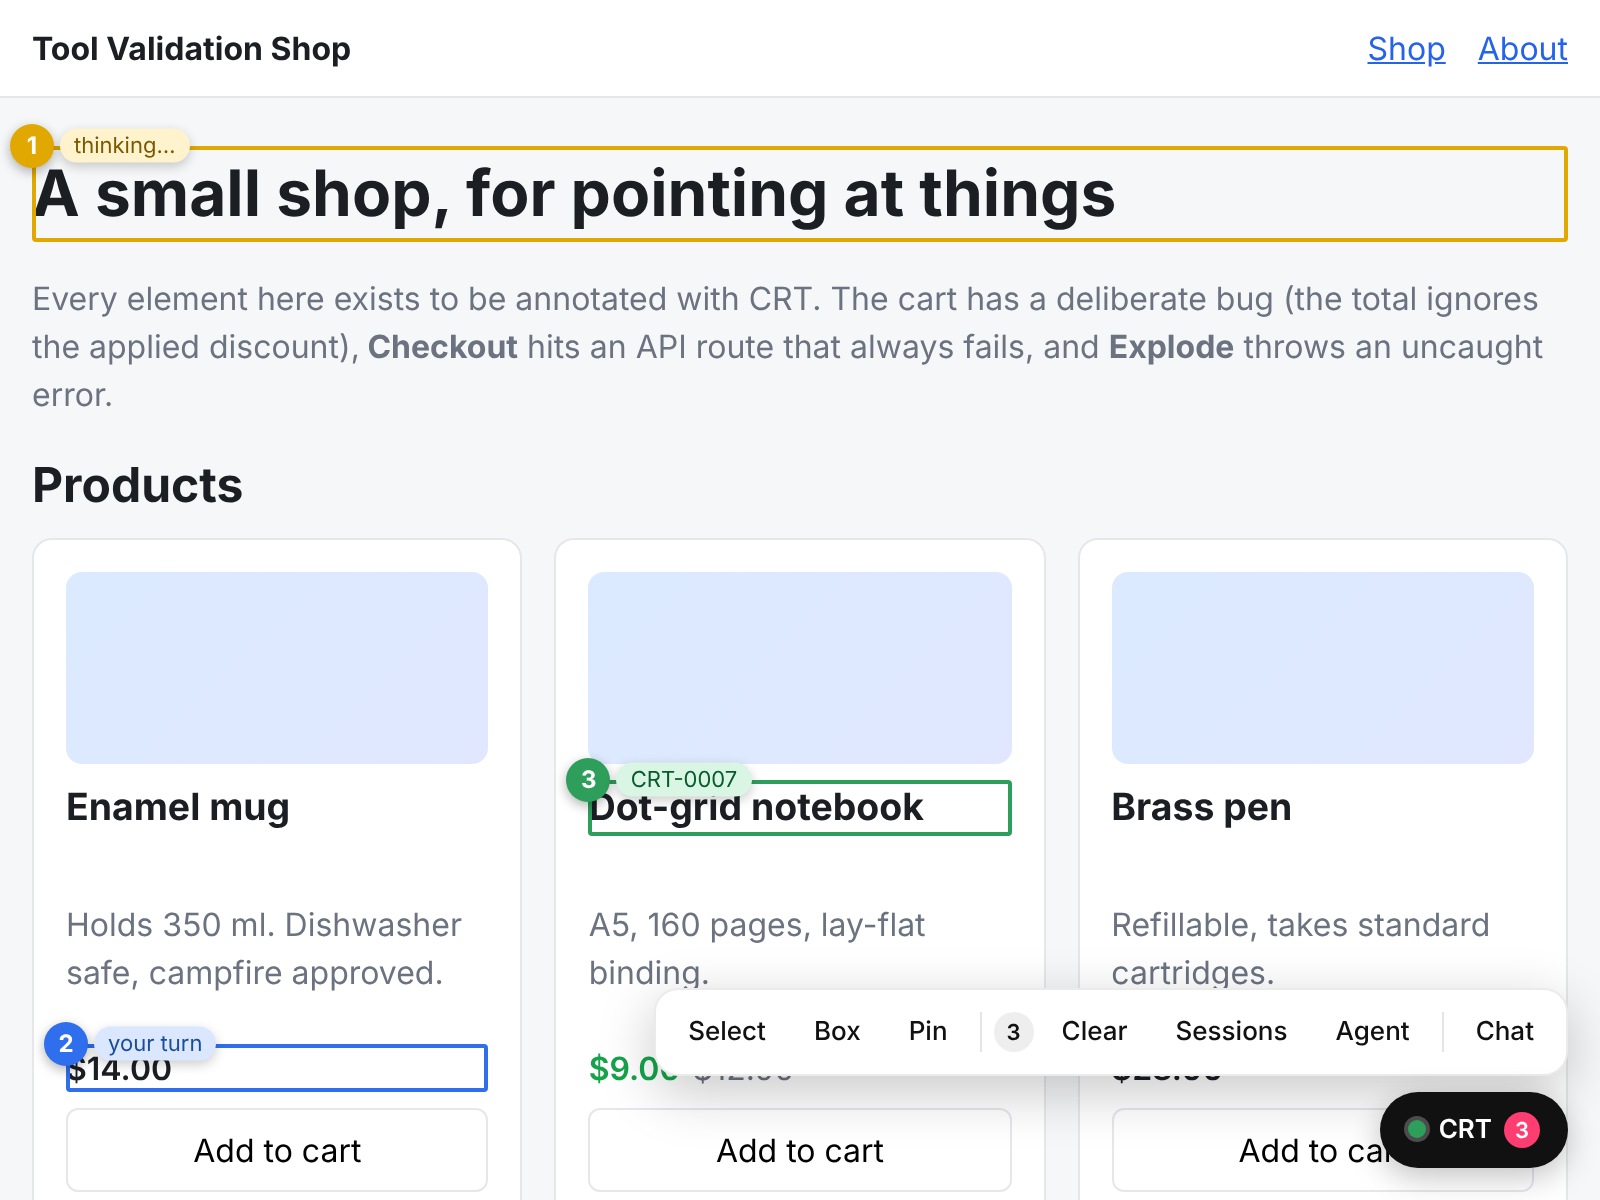 Tool Validation Shop
Shop About
1 thinking...
A small shop, for pointing at things
Every element here exists to be annotated with CRT. The cart has a deliberate bug (the total ignores
the applied discount), Checkout hits an API route that always fails, and Explode throws an uncaught
error.
Products
Enamel mug
3 CRT-0007
Dot-grid notebook
Brass pen
Holds 350 ml. Dishwasher
safe, campfire approved.
A5, 160 pages, lay-flat
binding.
Refillable, takes standard
cartridges.
2 your turn
$14.00
Select Box Pin 3 Clear Sessions Agent Chat
Add to cart
Add to cart
Add to
CRT 3